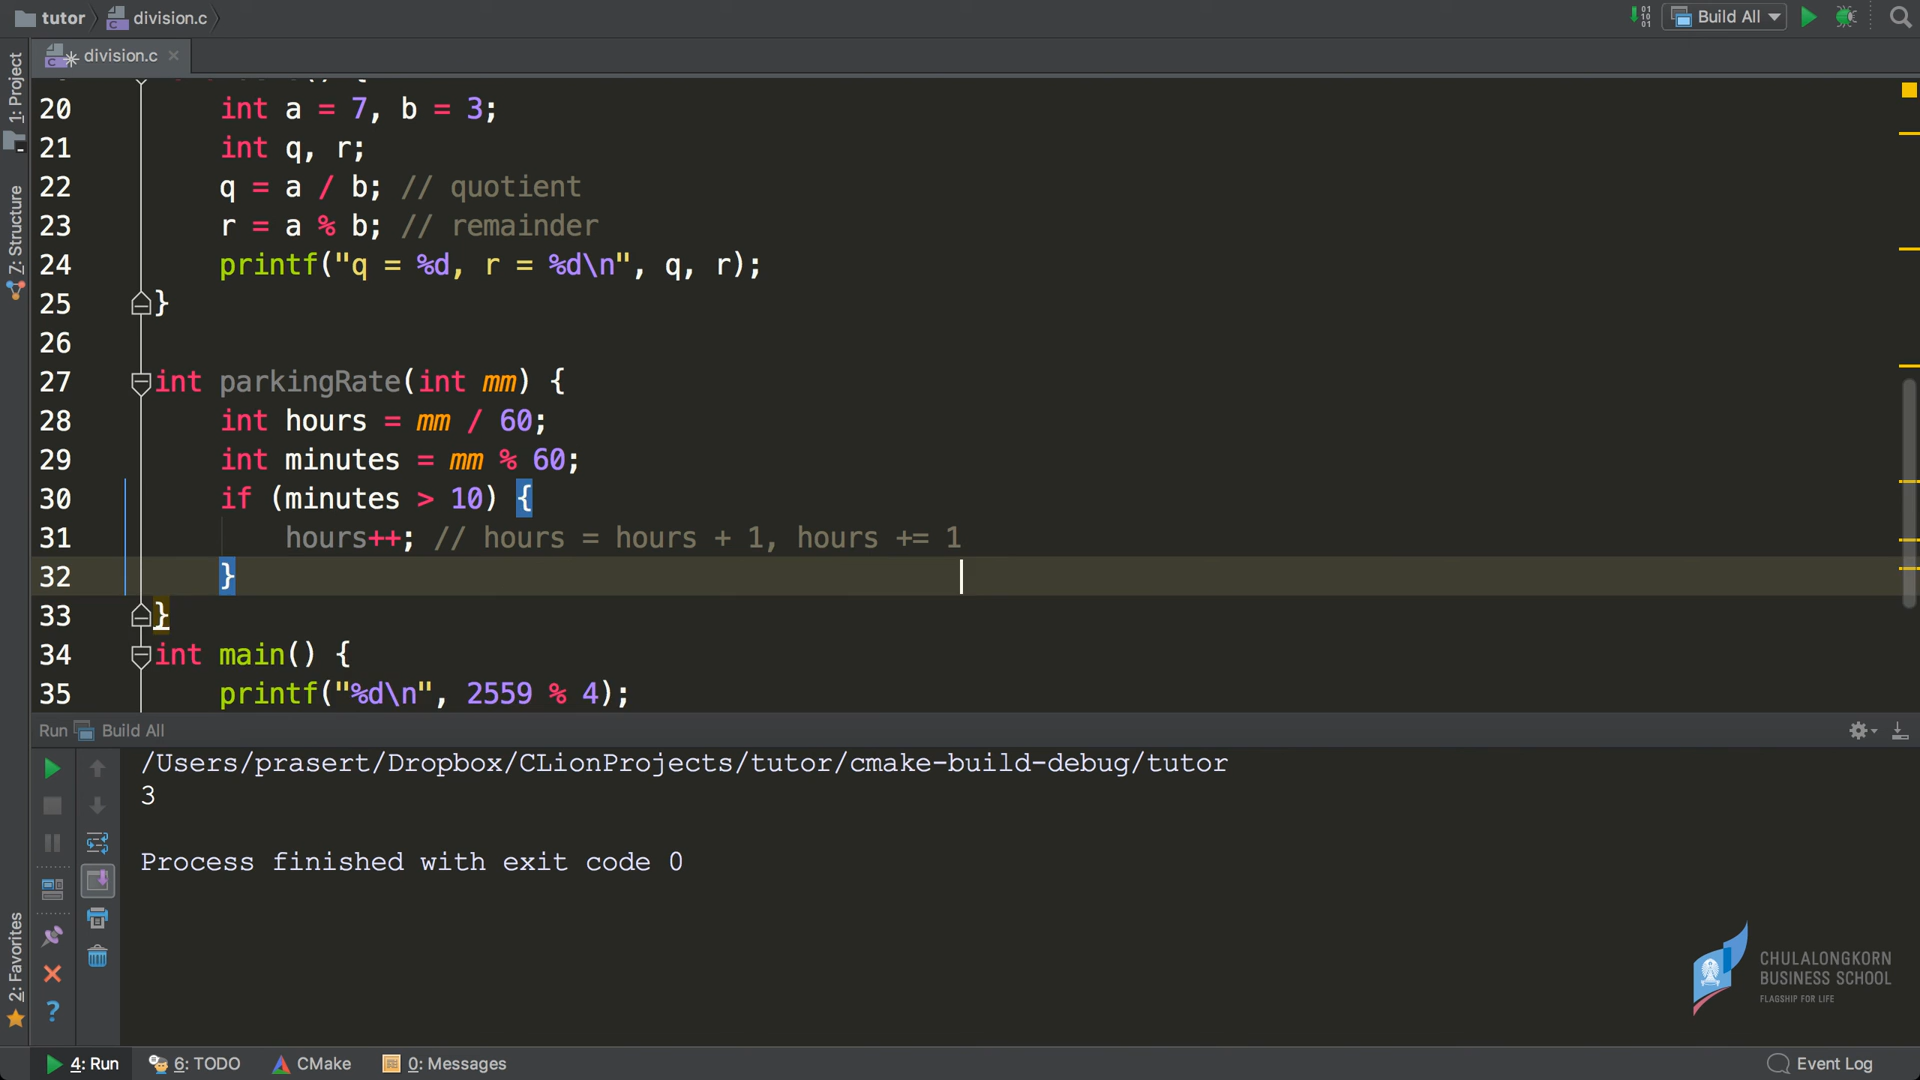 tutor division.c Build All
division.c
1: Project
7: Structure
2: Favorites
20 int a = 7, b = 3;
21 int q, r;
22 q = a / b; // quotient
23 r = a % b; // remainder
24 printf("q = %d, r = %d\n", q, r);
25 }
26
27 int parkingRate(int mm) {
28 int hours = mm / 60;
29 int minutes = mm % 60;
30 if (minutes > 10) {
31 hours++; // hours = hours + 1, hours += 1
32 }
33 }
34 int main() {
35 printf("%d\n", 2559 % 4);
Run Build All
/Users/prasert/Dropbox/CLionProjects/tutor/cmake-build-debug/tutor
3
Process finished with exit code 0
CHULALONGKORN
BUSINESS SCHOOL
FLAGSHIP FOR LIFE
4: Run 6: TODO CMake 0: Messages Event Log